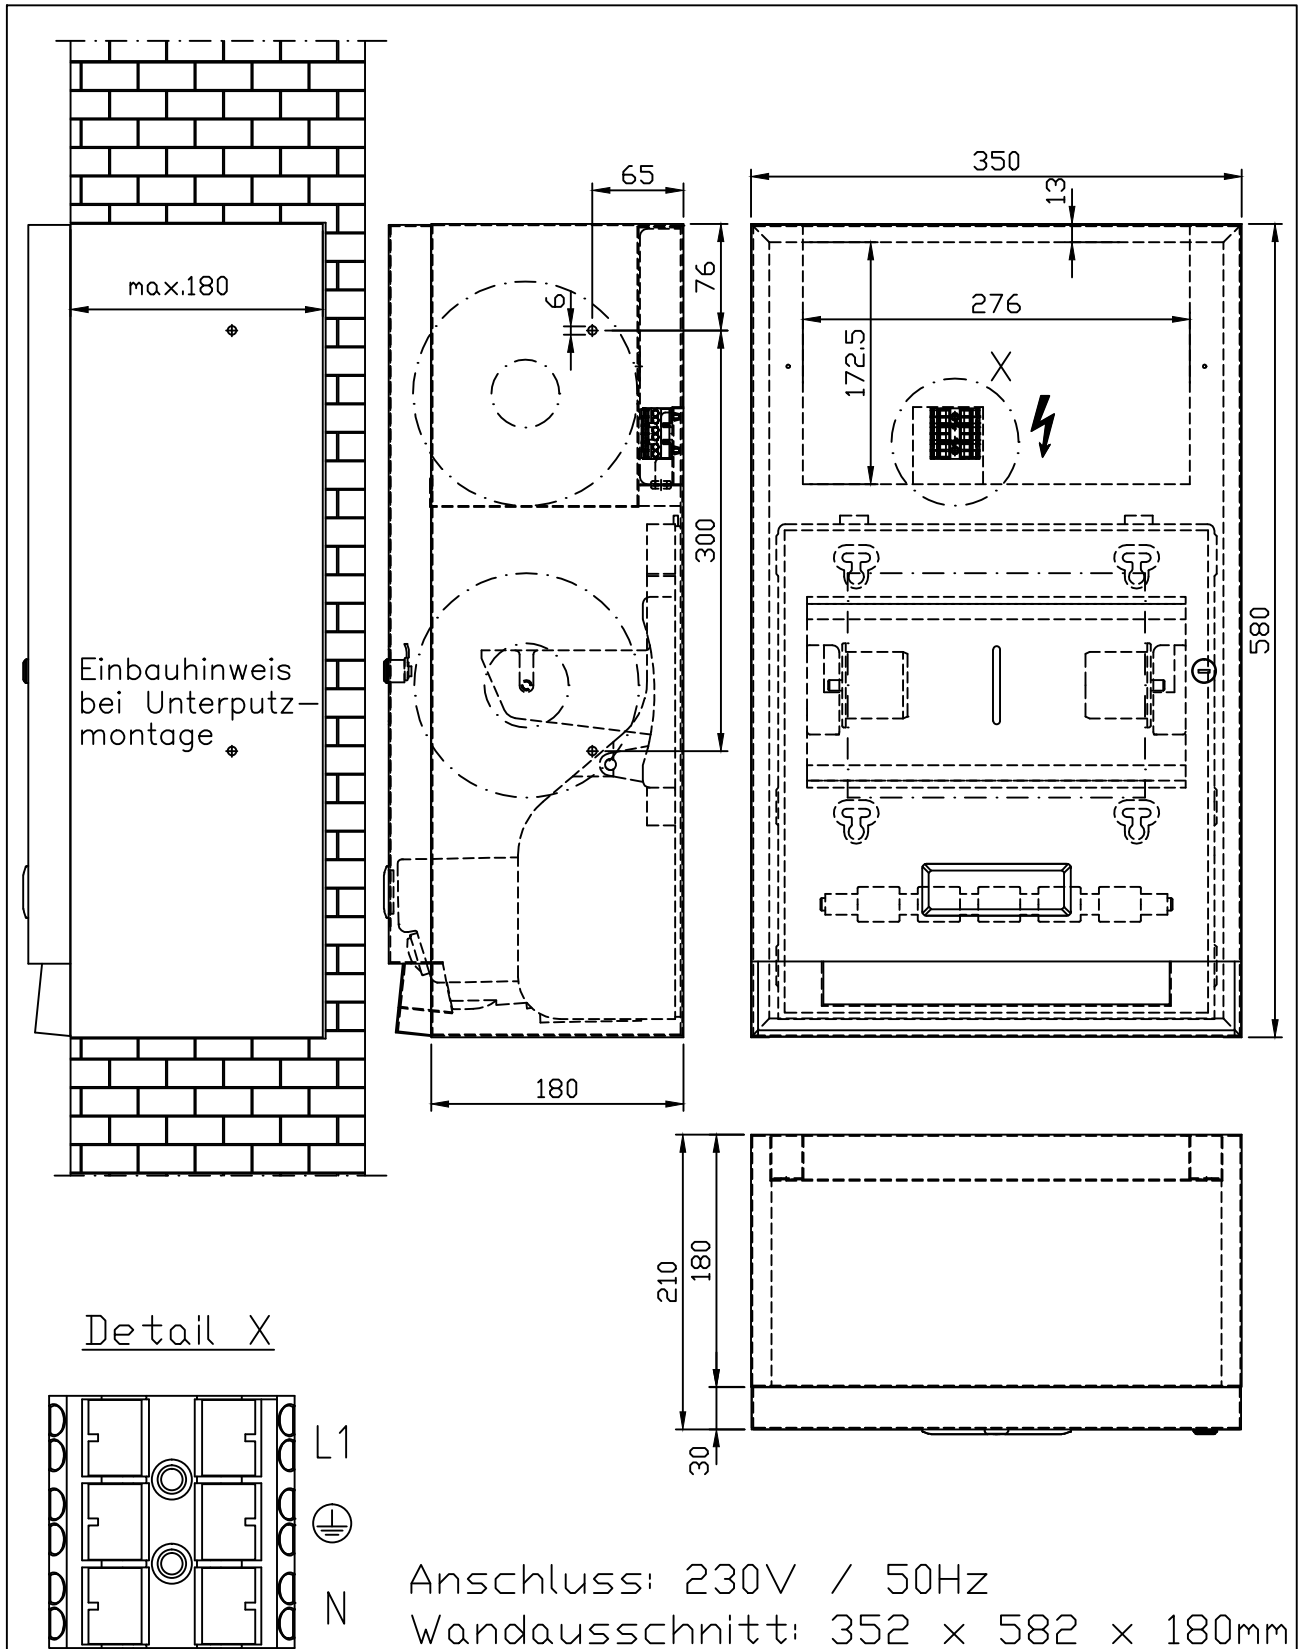 350
65
13
max.180
6
76
276
172.5
X
300
580
Einbauhinweis
bei Unterputz-
montage
180
210
180
30
Detail X
L1
N
Anschluss: 230V / 50Hz
Wandausschnitt: 352 x 582 x 180mm